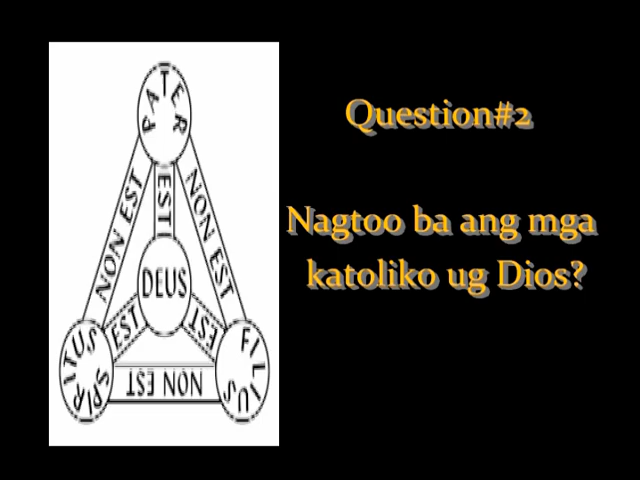 PATER
NON EST
EST
NON EST
DEUS
EST
EST
SPIRITUS
NON EST
FILIUS
Question#2
Nagtoo ba ang mga
katoliko ug Dios?